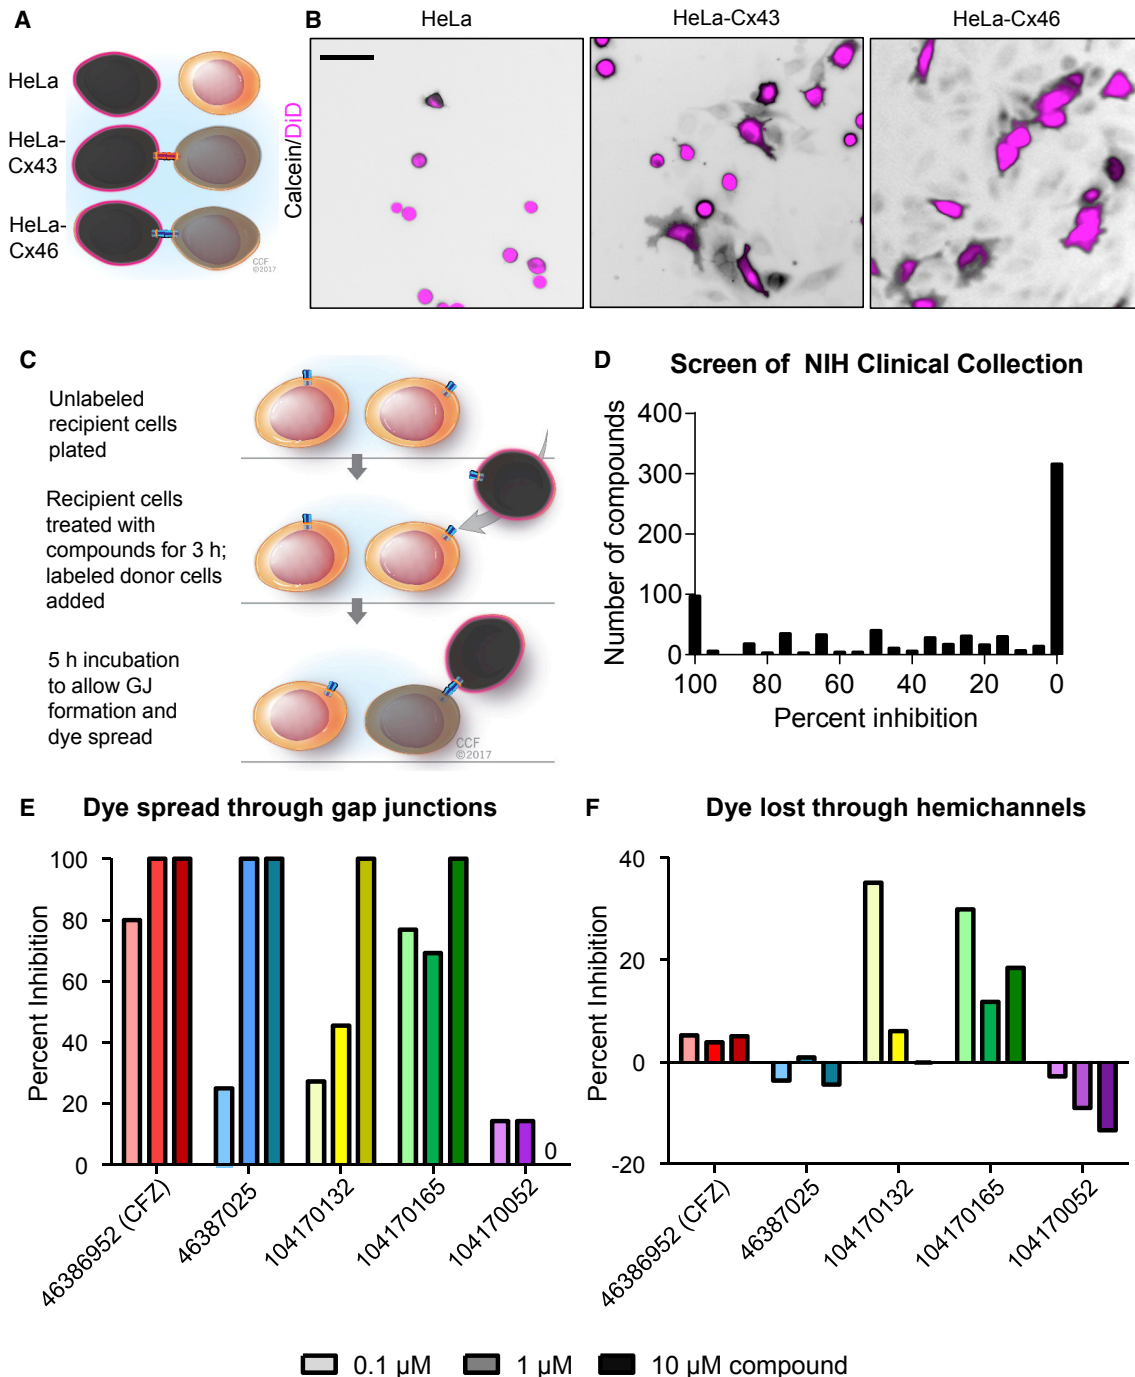 A
HeLa
HeLa-
Cx43
HeLa-
Cx46
CCF
©2017
B
HeLa
HeLa-Cx43
HeLa-Cx46
Calcein/DiD
C
Unlabeled
recipient cells
plated
Recipient cells
treated with
compounds for 3 h;
labeled donor cells
added
5 h incubation
to allow GJ
formation and
dye spread
CCF
©2017
D
Screen of NIH Clinical Collection
Number of compounds
400
300
200
100
0
100
80
60
40
20
0
Percent inhibition
E
Dye spread through gap junctions
Percent Inhibition
100
80
60
40
20
0
0
46386952 (CFZ)
46387025
104170132
104170165
104170052
F
Dye lost through hemichannels
Percent Inhibition
40
20
0
-20
46386952 (CFZ)
46387025
104170132
104170165
104170052
0.1 µM
1 µM
10 µM compound